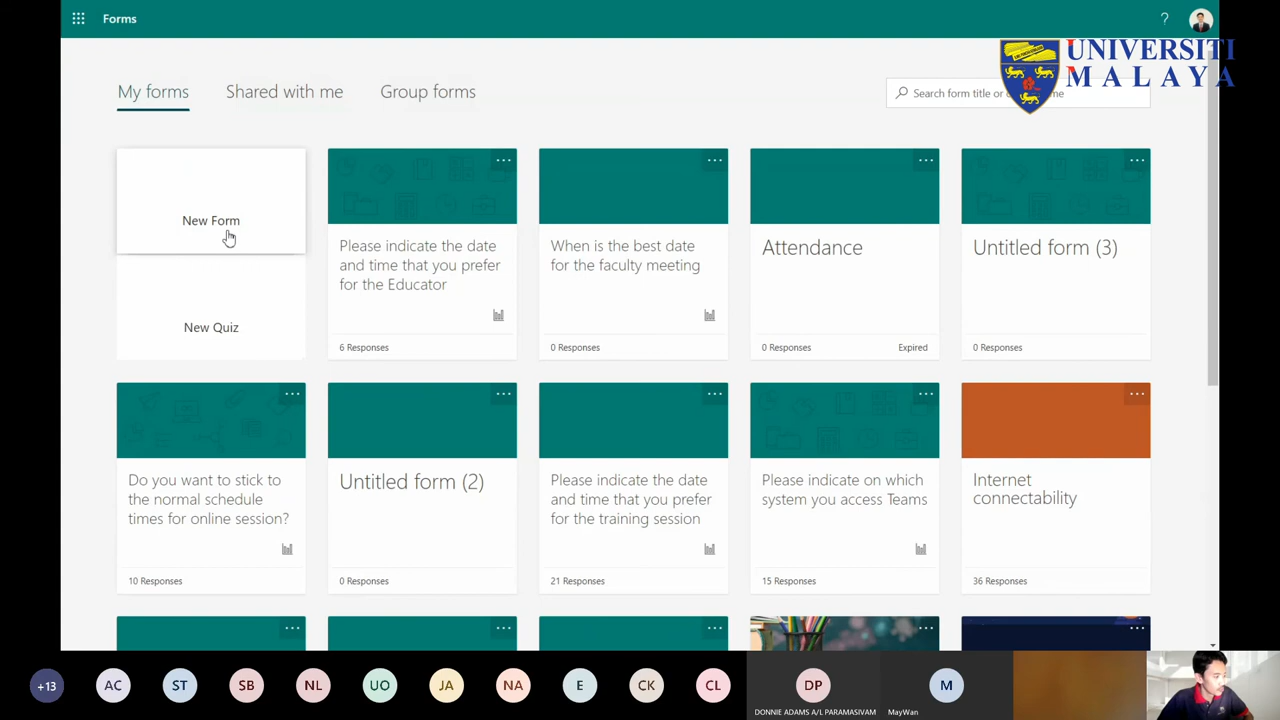 Forms
?
UNIVERSITI
MALAYA
My forms
Shared with me
Group forms
Search form title or
New Form
New Quiz
Please indicate the date
and time that you prefer
for the Educator
6 Responses
When is the best date
for the faculty meeting
0 Responses
Attendance
0 Responses
Expired
Untitled form (3)
0 Responses
Do you want to stick to
the normal schedule
times for online session?
10 Responses
Untitled form (2)
0 Responses
Please indicate the date
and time that you prefer
for the training session
21 Responses
Please indicate on which
system you access Teams
15 Responses
Internet
connectability
36 Responses
+13
AC
ST
SB
NL
UO
JA
NA
E
CK
CL
DP
DONNIE ADAMS A/L PARAMASIVAM
M
MayWan